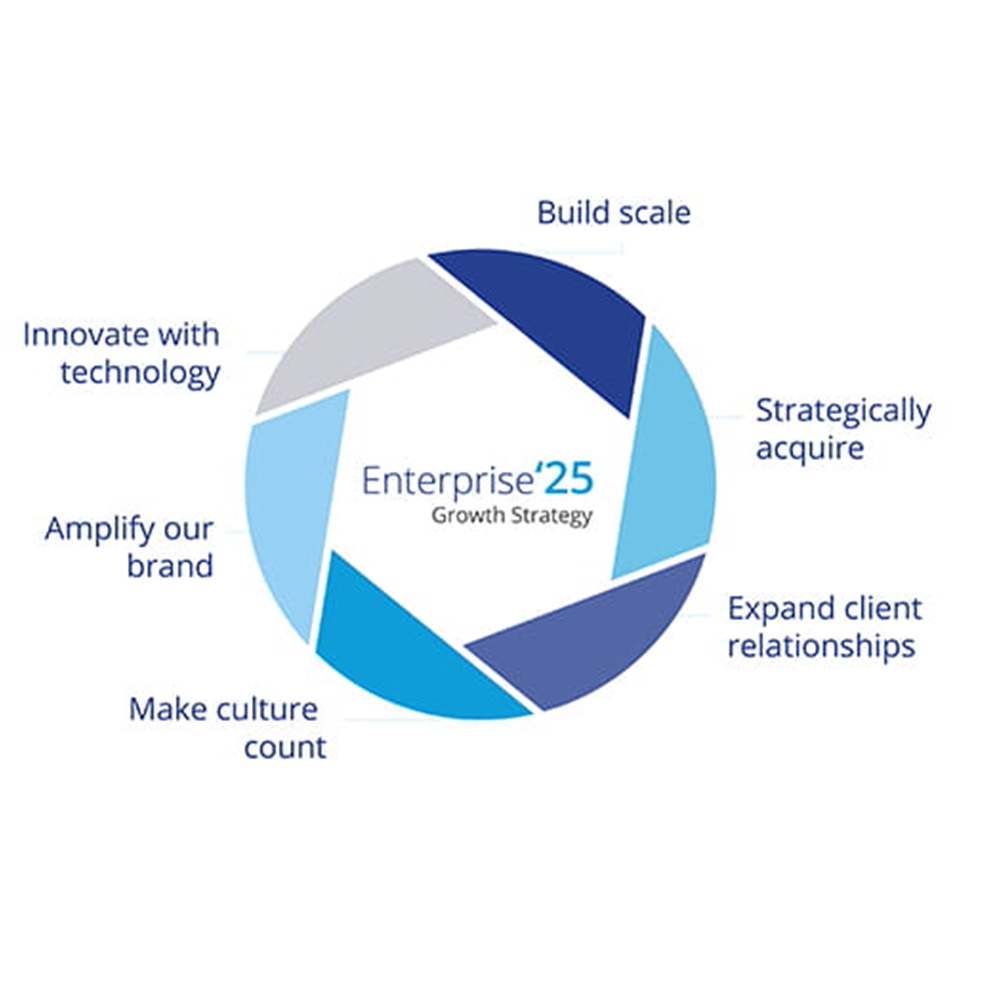 Build scale
Strategically
acquire
Expand client
relationships
Make culture
count
Amplify our
brand
Innovate with
technology
Enterprise‘25
Growth Strategy